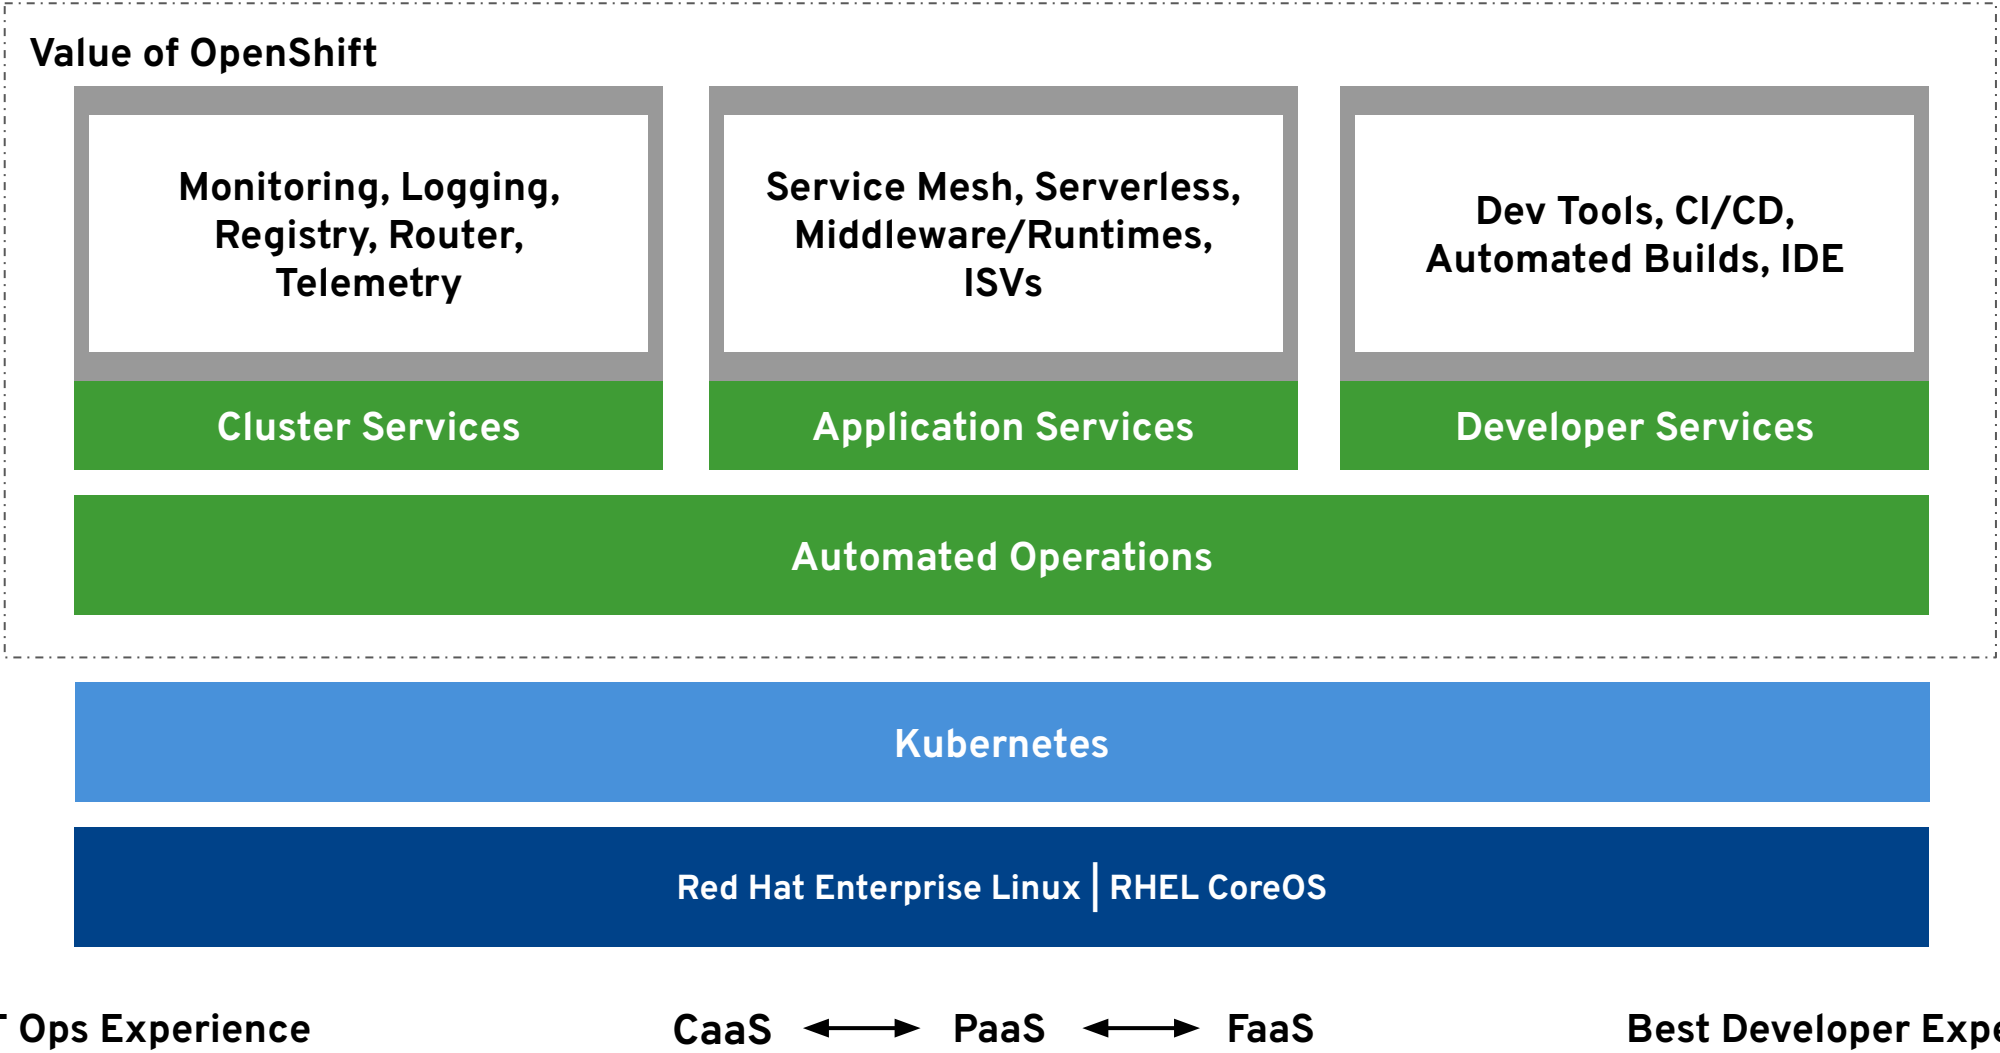 Value of OpenShift
Monitoring, Logging,
Registry, Router,
Telemetry
Cluster Services
Service Mesh, Serverless,
Middleware/Runtimes,
ISVs
Application Services
Dev Tools, CI/CD,
Automated Builds, IDE
Developer Services
Automated Operations
Kubernetes
Red Hat Enterprise Linux | RHEL CoreOS
Ops Experience
CaaS
PaaS
FaaS
Best Developer